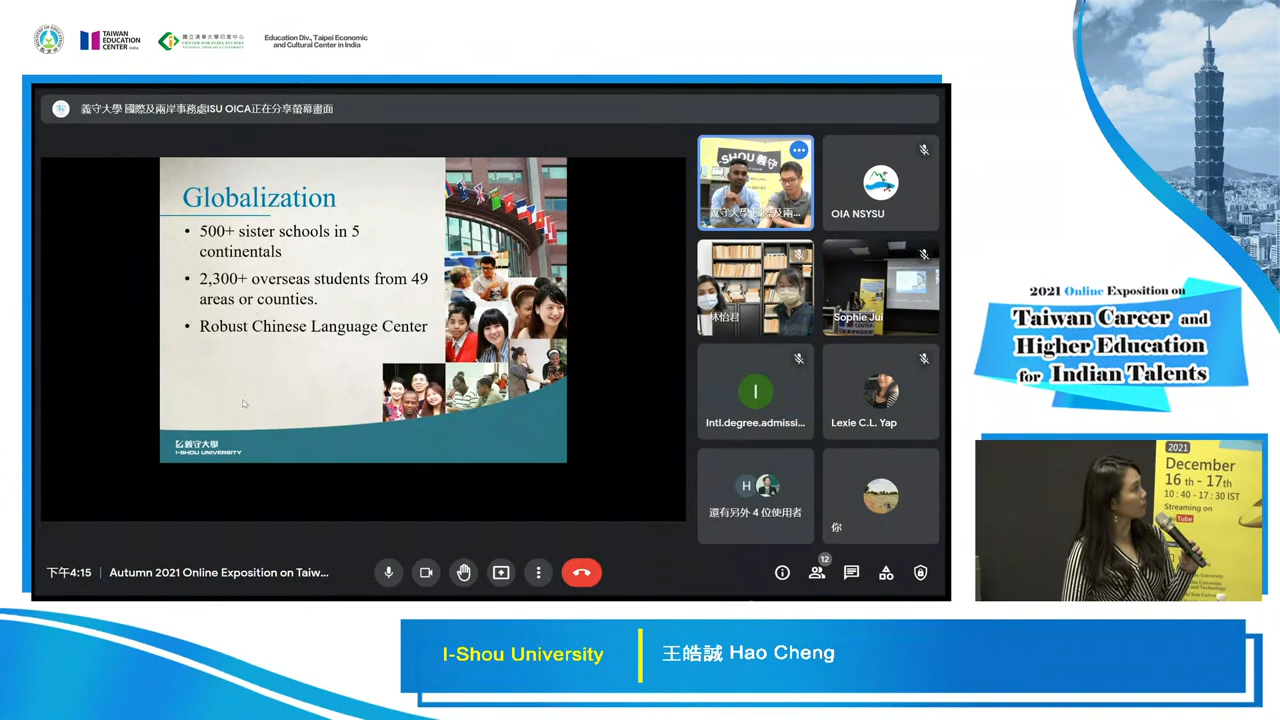 TAIWAN
EDUCATION
CENTER India
國立清華大學印度中心
CENTER FOR INDIA STUDIES
NATIONAL TSING HUA UNIVERSITY
Education Div., Taipei Economic
and Cultural Center in India
義守大學 國際及兩岸事務處ISU OICA正在分享螢幕畫面
Globalization
• 500+ sister schools in 5
continentals
• 2,300+ overseas students from 49
areas or counties.
• Robust Chinese Language Center
義守大學
I-SHOU UNIVERSITY
-SHOU 義守
義守大學 國際及兩...
OIA NSYSU
林怡君
Sophie Jui
I
Intl.degree.admissi...
Lexie C.L. Yap
H
還有另外 4 位使用者
你
下午4:15 | Autumn 2021 Online Exposition on Taiw...
12
2021 Online Exposition on
Taiwan Career and
Higher Education
for Indian Talents
2021
December
16 th - 17th
10 : 40 - 17 : 30 IST
Streaming on
YouTube
I-Shou University
王皓誠 Hao Cheng